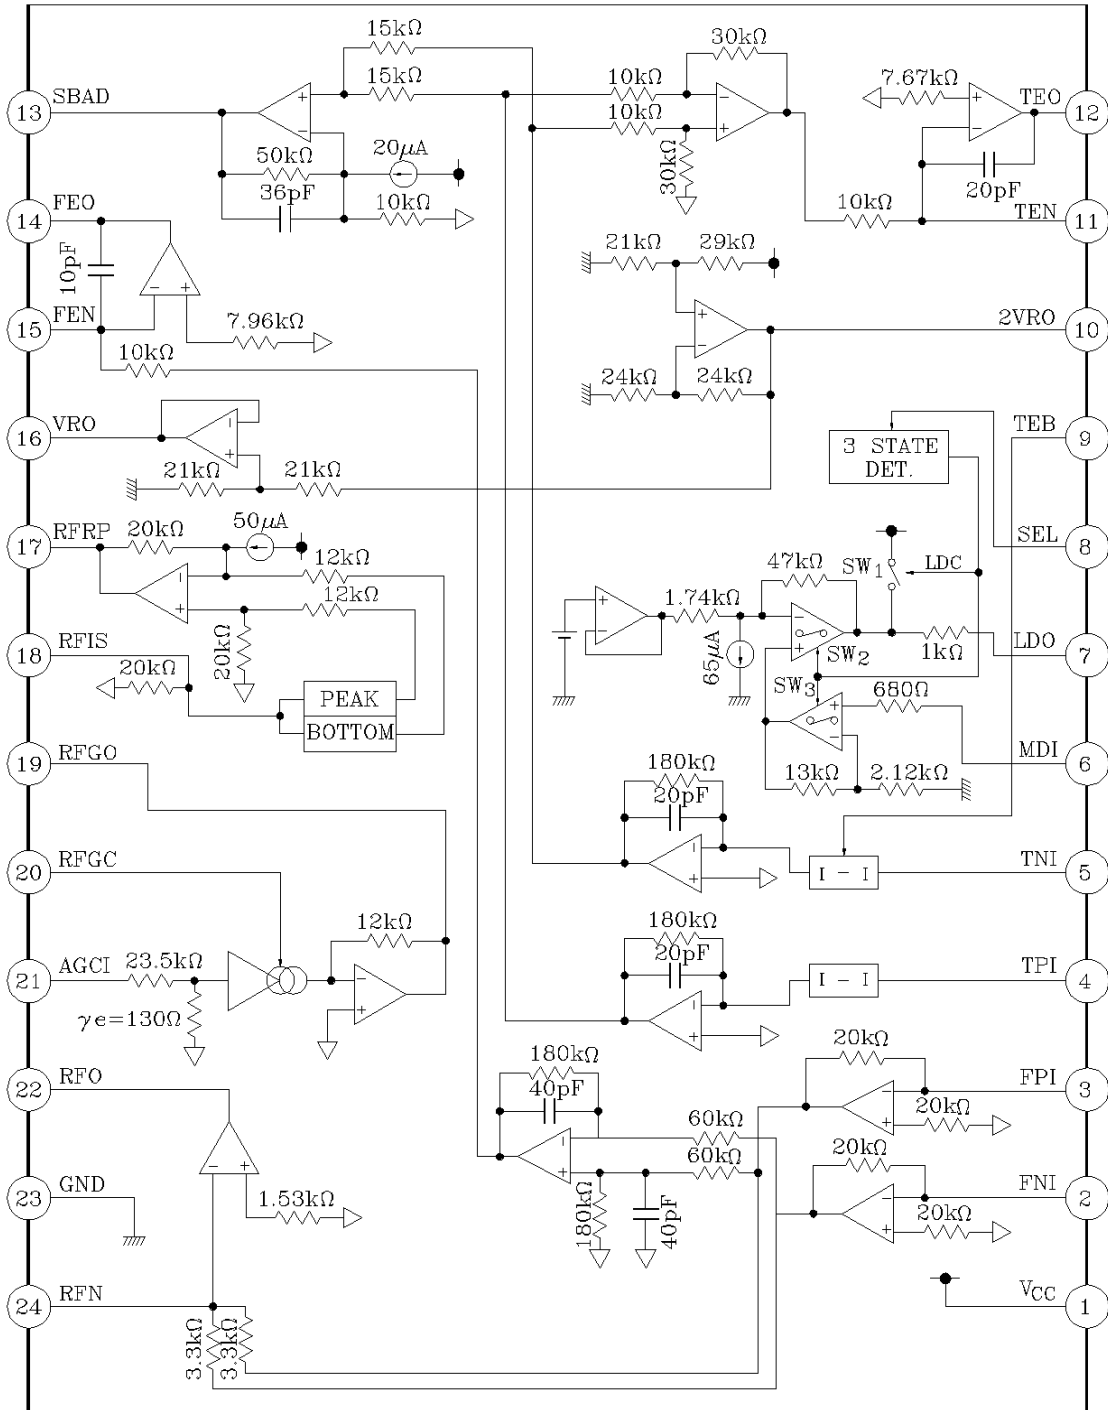 15kΩ
30kΩ
13 SBAD
15kΩ
10kΩ
7.67kΩ
TEO 12
+
−
−
+
+
−
10kΩ
50kΩ
20μA
30kΩ
36pF
10kΩ
20pF
14 FEO
10kΩ
TEN 11
10pF
21kΩ
29kΩ
−
+
15 FEN
7.96kΩ
+
−
2VRO 10
10kΩ
24kΩ
24kΩ
16 VRO
−
+
TEB 9
3 STATE
DET.
21kΩ
21kΩ
17 RFRP
20kΩ
50μA
SEL 8
12kΩ
−
+
12kΩ
47kΩ
SW1
LDC
1.74kΩ
+
−
−
+
18 RFIS
20kΩ
20kΩ
65μA
SW2
1kΩ
LDO 7
PEAK
BOTTOM
SW3
680Ω
+
−
19 RFGO
MDI 6
180kΩ
13kΩ
2.12kΩ
20pF
20 RFGC
−
+
I − I
TNI 5
12kΩ
180kΩ
21 AGCI
23.5kΩ
−
+
20pF
I − I
TPI 4
γe=130Ω
−
+
22 RFO
180kΩ
20kΩ
FPI 3
40pF
−
+
20kΩ
−
+
−
+
60kΩ
60kΩ
20kΩ
23 GND
1.53kΩ
FNI 2
180kΩ
40pF
−
+
20kΩ
24 RFN
VCC 1
3.3kΩ
3.3kΩ